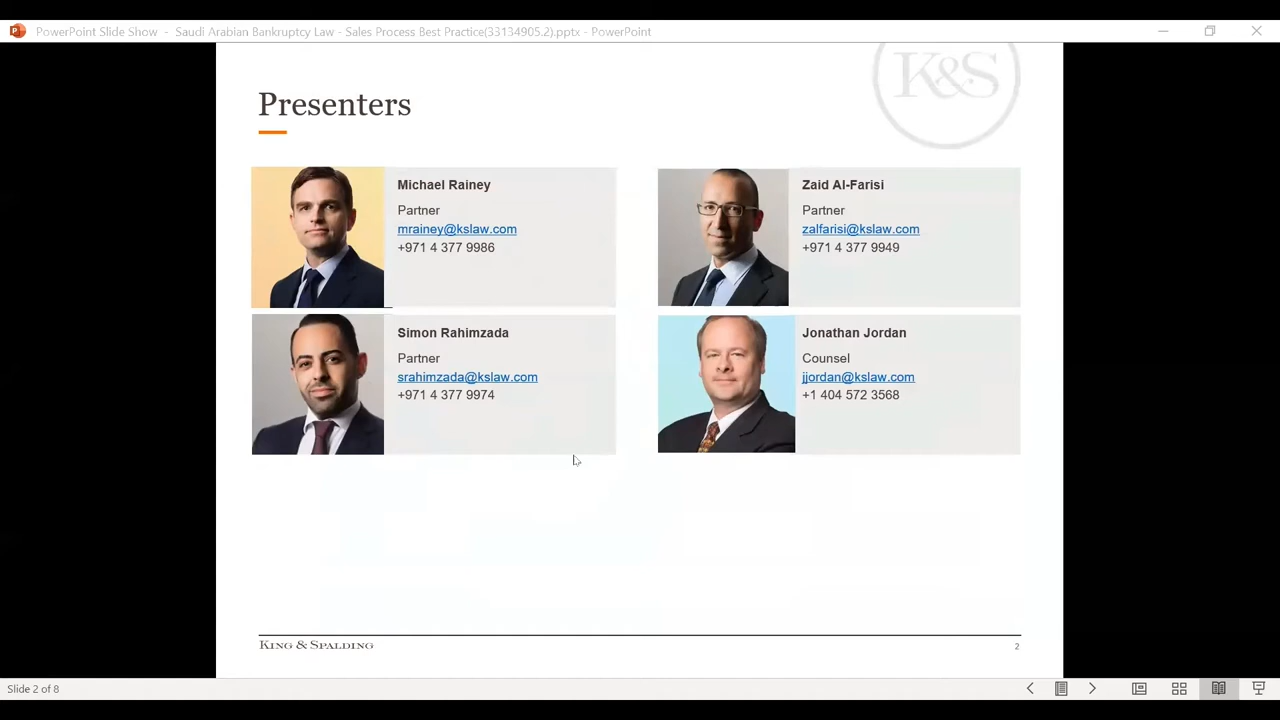 PowerPoint Slide Show - Saudi Arabian Bankruptcy Law - Sales Process Best Practice(33134905.2).pptx - PowerPoint
K&S
Presenters
Michael Rainey
Partner
mrainey@kslaw.com
+971 4 377 9986
Zaid Al-Farisi
Partner
zalfarisi@kslaw.com
+971 4 377 9949
Simon Rahimzada
Partner
srahimzada@kslaw.com
+971 4 377 9974
Jonathan Jordan
Counsel
jjordan@kslaw.com
+1 404 572 3568
KING & SPALDING
2
Slide 2 of 8